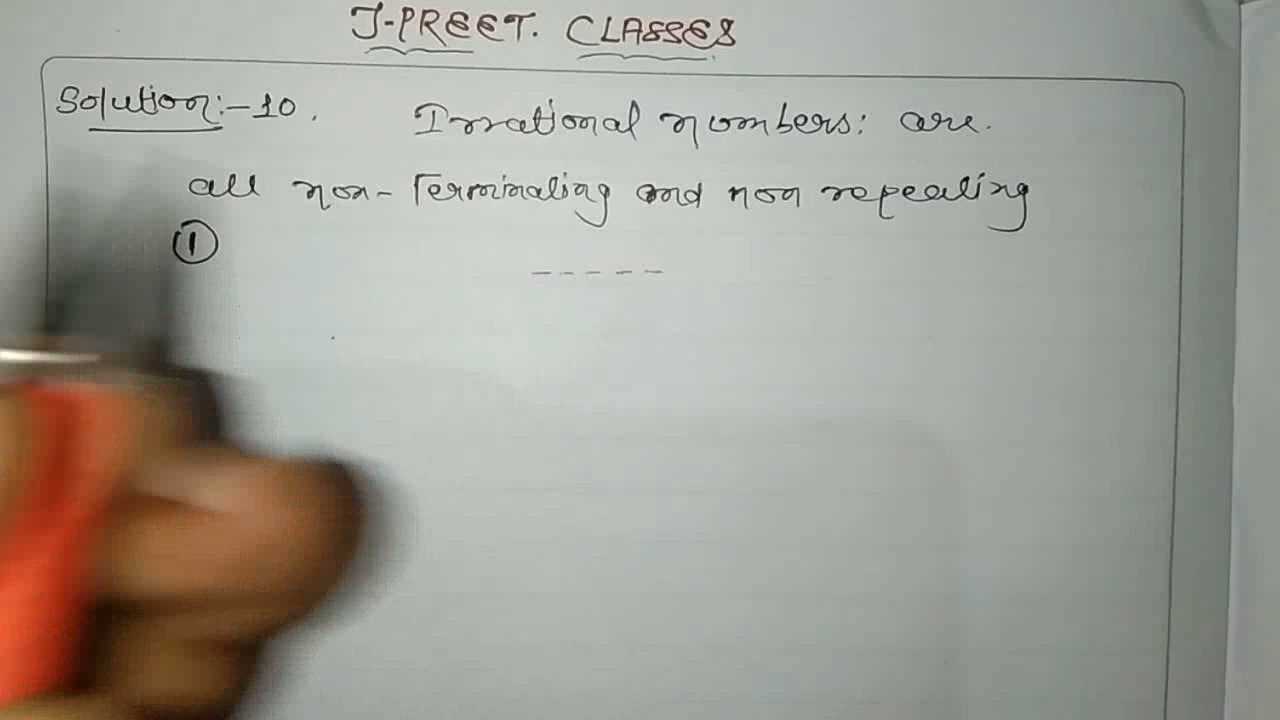 J-PREET. CLASSES
Solution:-10. Irrational numbers: are.
all non-Terminating and non repeating
①
-----